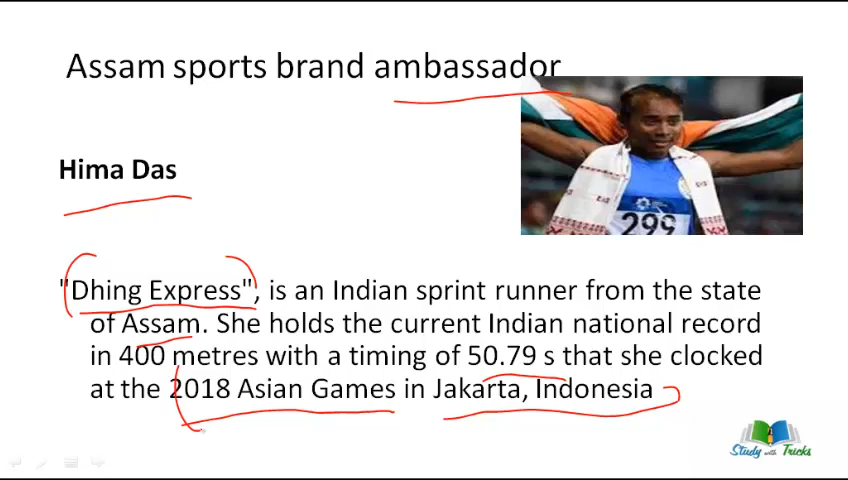 Assam sports brand ambassador
Hima Das
299
"Dhing Express", is an Indian sprint runner from the state
of Assam. She holds the current Indian national record
in 400 metres with a timing of 50.79 s that she clocked
at the 2018 Asian Games in Jakarta, Indonesia
Study with Tricks